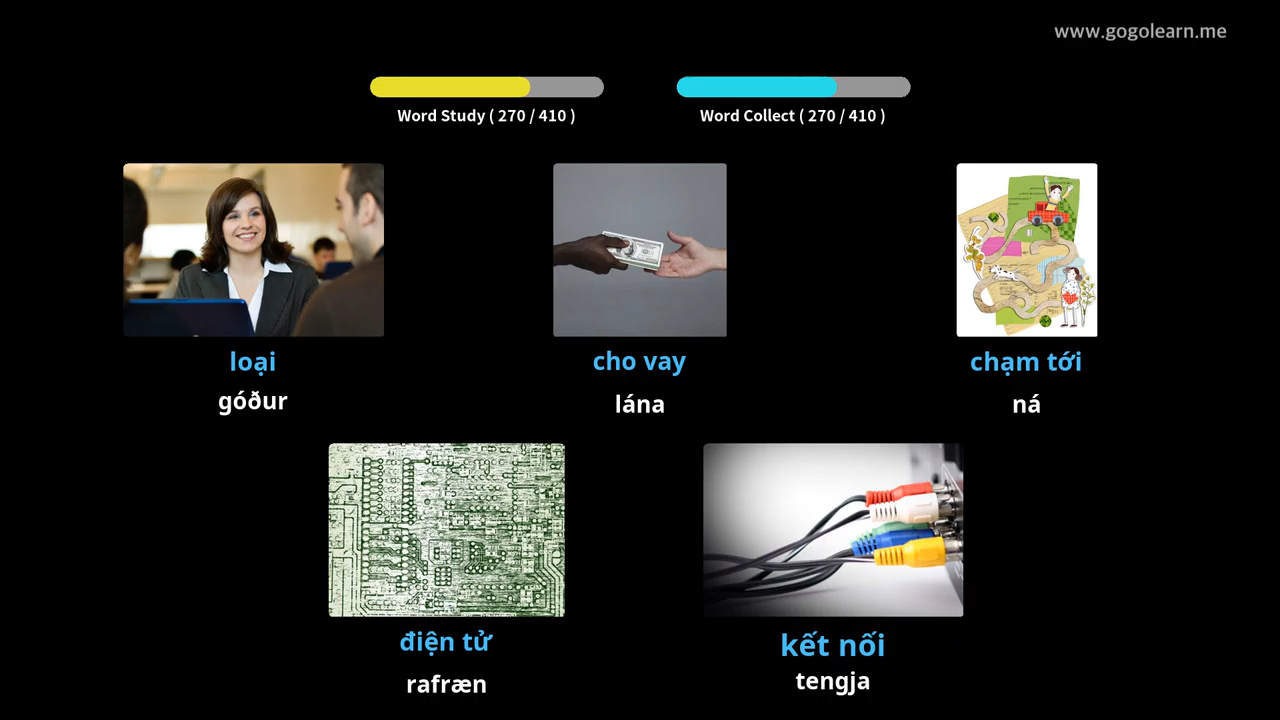 www.gogolearn.me
Word Study ( 270 / 410 )
Word Collect ( 270 / 410 )
loại
góður
cho vay
lána
chạm tới
ná
điện tử
rafræn
kết nối
tengja